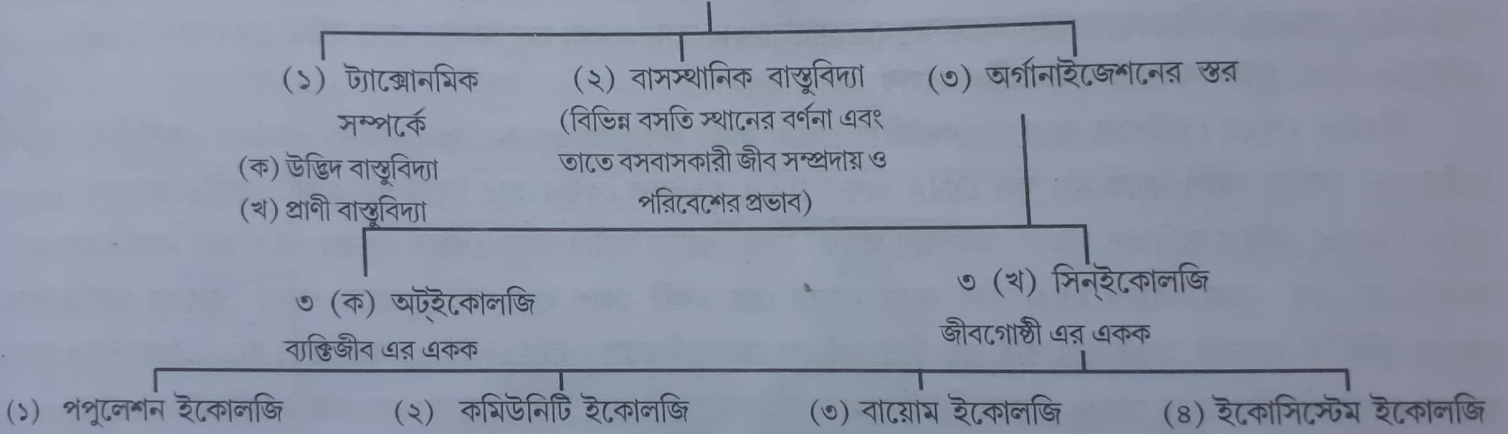 (১) ট্যাক্সোনমিক (২) বাসস্থানিক বাস্তুবিদ্যা (৩) অর্গানাইজেশনের স্তর
সম্পর্কে (বিভিন্ন বসতি স্থানের বর্ণনা এবং
(ক) উদ্ভিদ বাস্তুবিদ্যা তাতে বসবাসকারী জীব সম্প্রদায় ও
(খ) প্রাণী বাস্তুবিদ্যা পরিবেশের প্রভাব)
৩ (ক) অট্ইকোলজি ৩ (খ) সিন্ইকোলজি
ব্যক্তিজীব এর একক জীবগোষ্ঠী এর একক
(১) পপুলেশন ইকোলজি (২) কমিউনিটি ইকোলজি (৩) বায়োম ইকোলজি (৪) ইকোসিস্টেম ইকোলজি